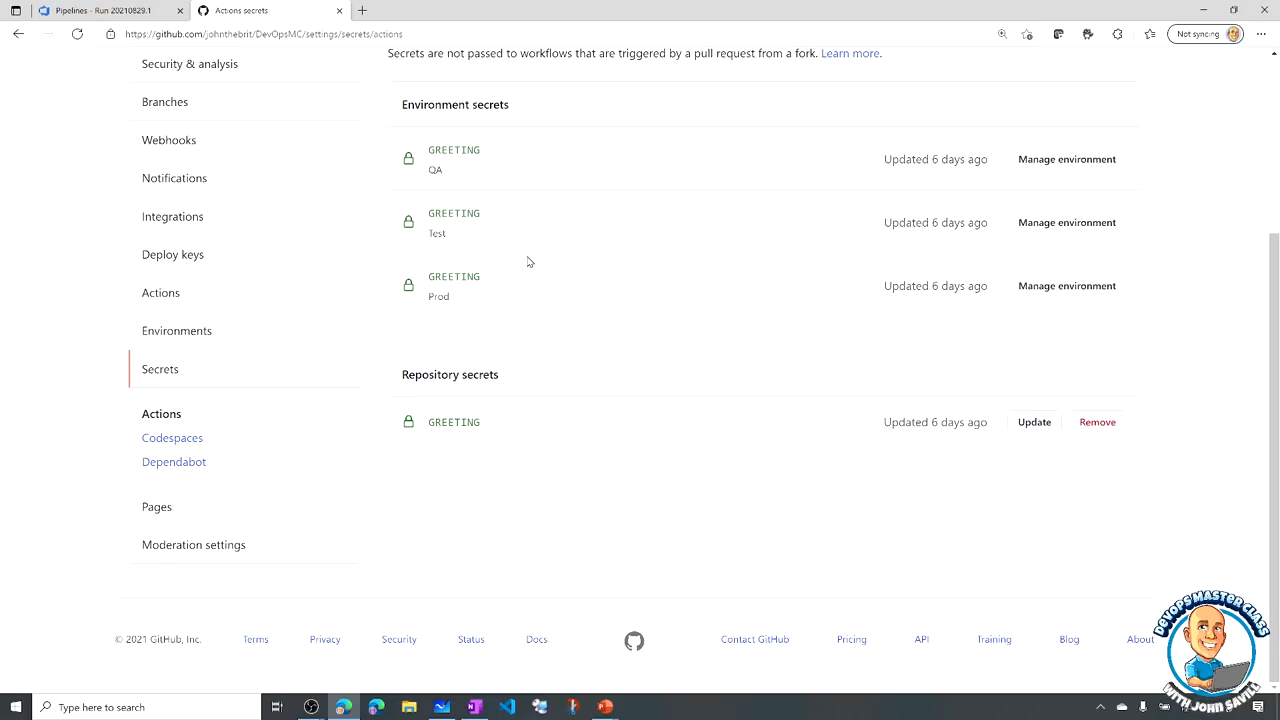 Pipelines - Run 20210829.1
Actions secrets
https://github.com/johnthebrit/DevOpsMC/settings/secrets/actions
Not syncing
Secrets are not passed to workflows that are triggered by a pull request from a fork. Learn more.
Security & analysis
Branches
Webhooks
Notifications
Integrations
Deploy keys
Actions
Environments
Secrets
Actions
Codespaces
Dependabot
Pages
Moderation settings
Environment secrets
GREETING
QA
Updated 6 days ago
Manage environment
GREETING
Test
Updated 6 days ago
Manage environment
GREETING
Prod
Updated 6 days ago
Manage environment
Repository secrets
GREETING
Updated 6 days ago
Update
Remove
© 2021 GitHub, Inc.
Terms
Privacy
Security
Status
Docs
Contact GitHub
Pricing
API
Training
Blog
About
DEVOPS MASTER CLASS
WITH JOHN SAVILL
Type here to search